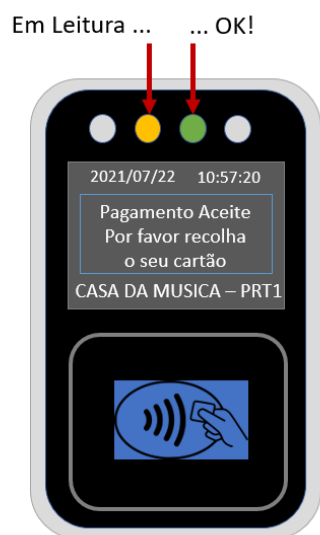 Em Leitura ... ... OK!
2021/07/22 10:57:20
Pagamento Aceite
Por favor recolha
o seu cartão
CASA DA MUSICA – PRT1